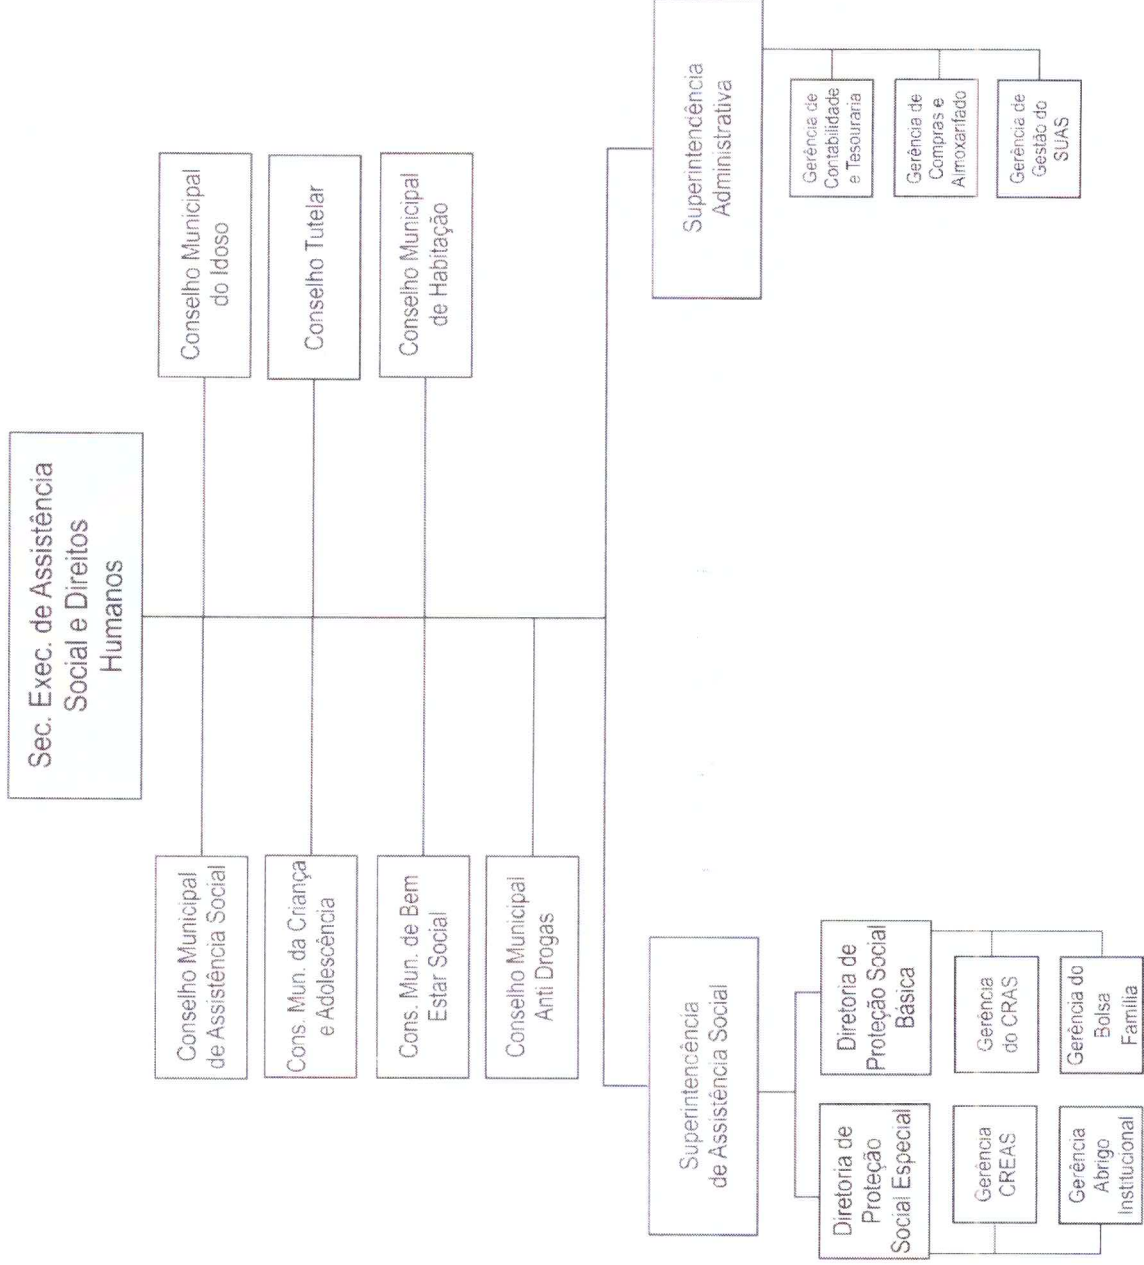 Sec. Exec. de Assistência
Social e Direitos
Humanos
Conselho Municipal
de Assistência Social
Conselho Municipal
do Idoso
Cons. Mun. da Criança
e Adolescência
Conselho Tutelar
Cons. Mun. de Bem
Estar Social
Conselho Municipal
de Habitação
Conselho Municipal
Anti Drogas
Superintencência
de Assistência Social
Superintendência
Administrativa
Diretoria de
Proteção
Social Especial
Diretoria de
Proteção Social
Básica
Gerência
CREAS
Gerência
Abrigo
Institucional
Gerência
do CRAS
Gerência do
Bolsa
Família
Gerência de
Contabilidade
e Tesouraria
Gerência de
Compras e
Almoxarifado
Gerência de
Gestão do
SUAS